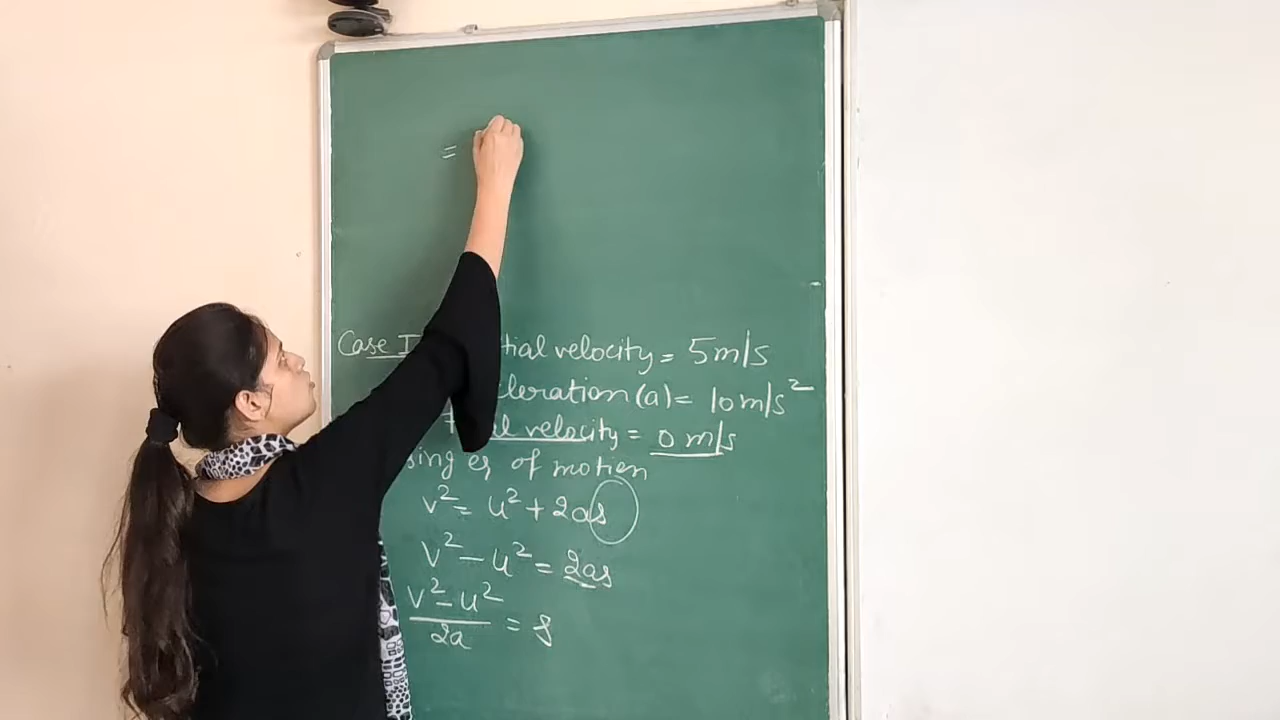 =
Case I tial velocity = 5m/s
leration (a) = 10 m/s²
al velocity = 0 m/s
sing eq of motion
v² = u² + 2as
v² - u² = 2as
v² - u² / 2a = s